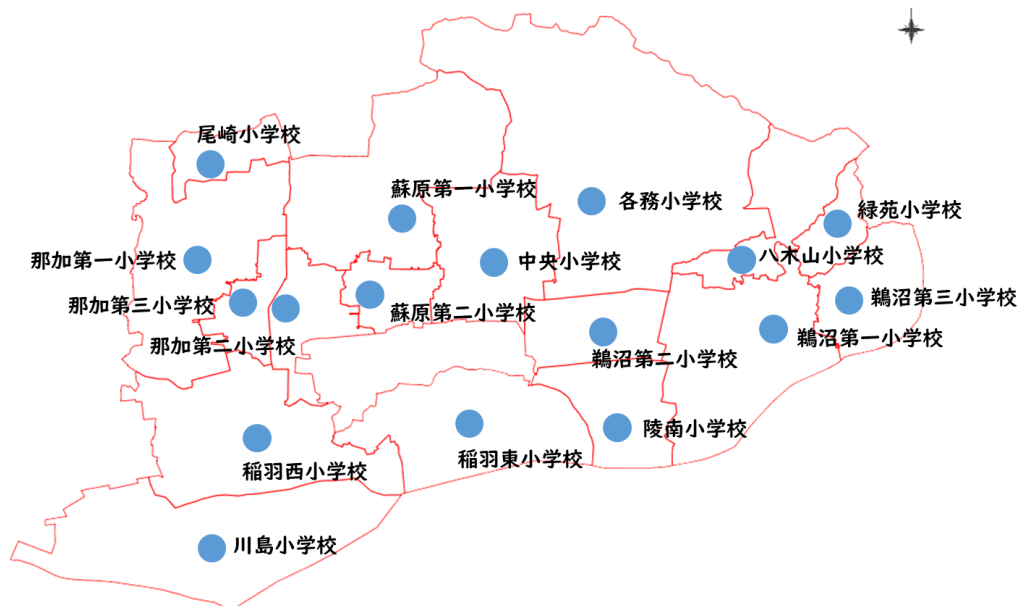 尾崎小学校
蘇原第一小学校
各務小学校
緑苑小学校
那加第一小学校
中央小学校
八木山小学校
那加第三小学校
蘇原第二小学校
鵜沼第三小学校
那加第二小学校
鵜沼第二小学校
鵜沼第一小学校
陵南小学校
稲羽西小学校
稲羽東小学校
川島小学校